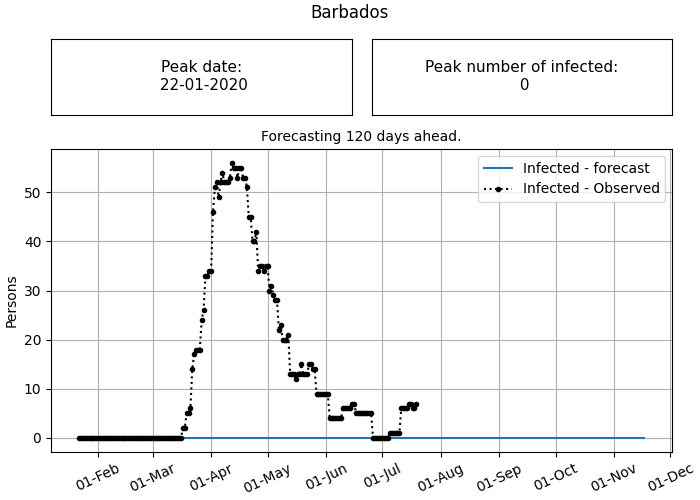 Barbados
Peak date:
22-01-2020
Peak number of infected:
0
Forecasting 120 days ahead.
Infected - forecast
Infected - Observed
Persons
50
40
30
20
10
0
01-Feb
01-Mar
01-Apr
01-May
01-Jun
01-Jul
01-Aug
01-Sep
01-Oct
01-Nov
01-Dec